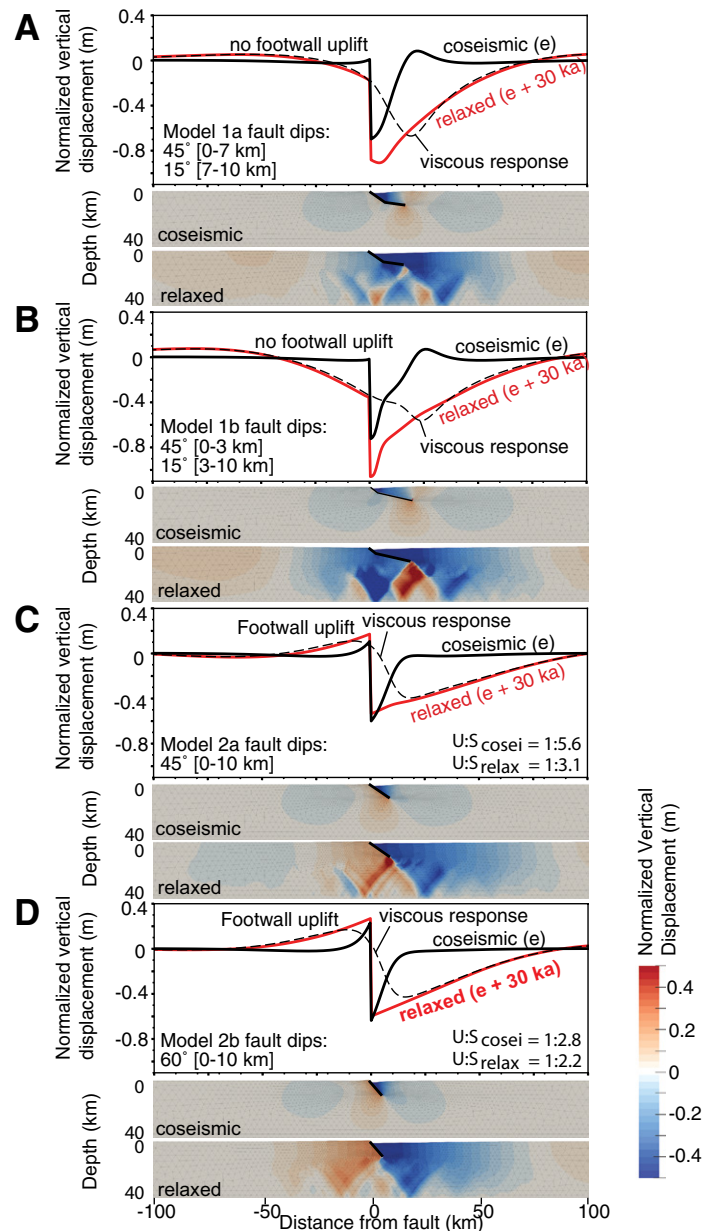 A
Normalized vertical
displacement (m)
0.4
0
-0.4
-0.8
no footwall uplift
coseismic (e)
relaxed (e + 30 ka)
viscous response
Model 1a fault dips:
45° [0-7 km]
15° [7-10 km]
Depth (km)
0
40
coseismic
0
40
relaxed
B
Normalized vertical
displacement (m)
0.4
0
-0.4
-0.8
no footwall uplift
coseismic (e)
relaxed (e + 30 ka)
viscous response
Model 1b fault dips:
45° [0-3 km]
15° [3-10 km]
Depth (km)
0
40
coseismic
0
40
relaxed
C
Normalized vertical
displacement (m)
0.4
0
-0.4
-0.8
viscous response
Footwall uplift
coseismic (e)
relaxed (e + 30 ka)
Model 2a fault dips:
45° [0-10 km]
U:S cosei = 1:5.6
U:S relax = 1:3.1
Depth (km)
0
40
coseismic
0
40
relaxed
D
Normalized vertical
displacement (m)
0.4
0
-0.4
-0.8
Footwall uplift
viscous response
coseismic (e)
relaxed (e + 30 ka)
Model 2b fault dips:
60° [0-10 km]
U:S cosei = 1:2.8
U:S relax = 1:2.2
Depth (km)
0
40
coseismic
0
40
relaxed
-100
-50
0
50
100
Distance from fault (km)
Normalized Vertical
Displacement (m)
0.4
0.2
0
-0.2
-0.4